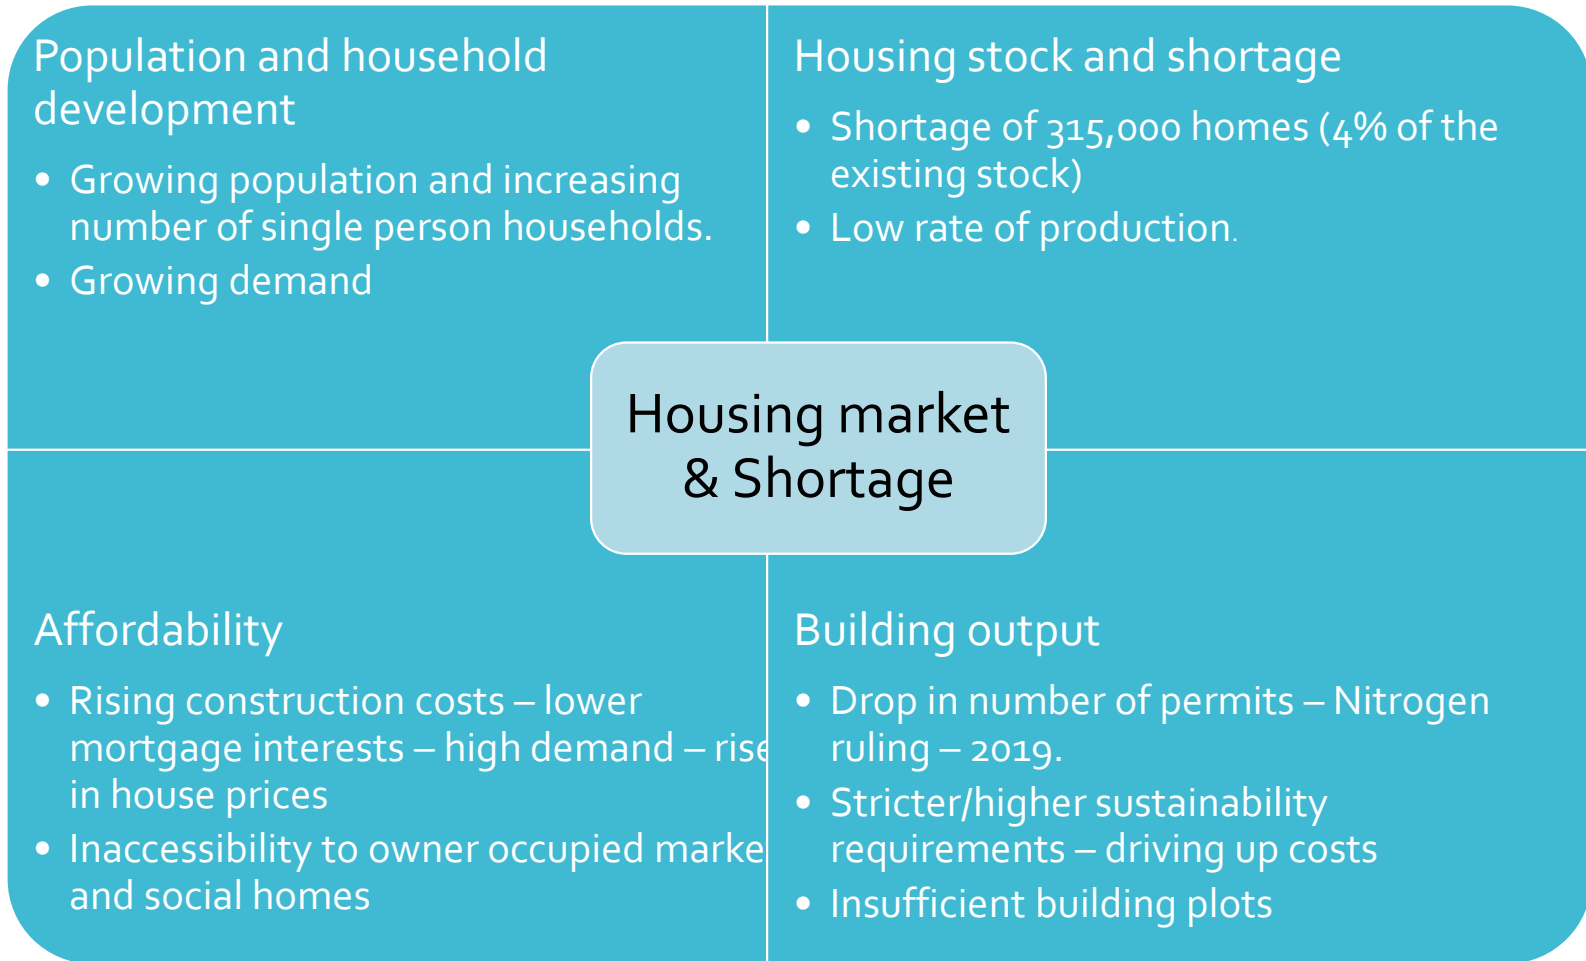 Population and household
development
• Growing population and increasing
number of single person households.
• Growing demand
Housing stock and shortage
• Shortage of 315,000 homes (4% of the
existing stock)
• Low rate of production.
Housing market
& Shortage
Affordability
• Rising construction costs – lower
mortgage interests – high demand – rise
in house prices
• Inaccessibility to owner occupied marke
and social homes
Building output
• Drop in number of permits – Nitrogen
ruling – 2019.
• Stricter/higher sustainability
requirements – driving up costs
• Insufficient building plots